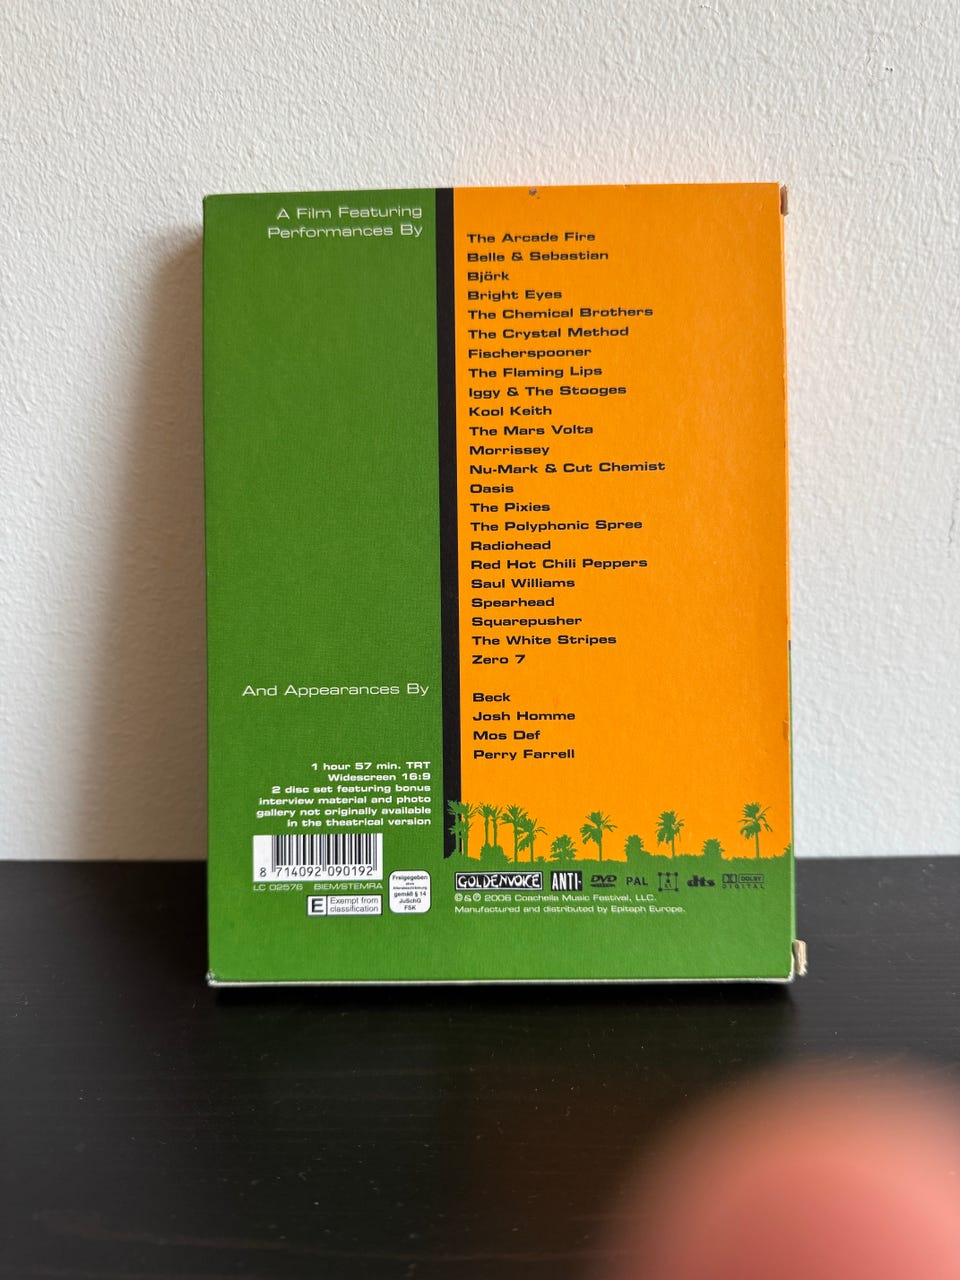 A Film Featuring
Performances By
The Arcade Fire
Belle & Sebastian
Björk
Bright Eyes
The Chemical Brothers
The Crystal Method
Fischerspooner
The Flaming Lips
Iggy & The Stooges
Kool Keith
The Mars Volta
Morrissey
Nu-Mark & Cut Chemist
Oasis
The Pixies
The Polyphonic Spree
Radiohead
Red Hot Chili Peppers
Saul Williams
Spearhead
Squarepusher
The White Stripes
Zero 7
And Appearances By
Beck
Josh Homme
Mos Def
Perry Farrell
1 hour 57 min. TRT
Widescreen 16:9
2 disc set featuring bonus
interview material and photo
gallery not originally available
in the theatrical version
8 714092 090192
LC 02576 BIEM/STEMRA
E Exempt from
classification
Freigegeben
ohne
Altersbeschränkung
gemäß § 14
JuSchG
FSK
GOLDENVOICE ANTI- DVD PAL dts DOLBY
DIGITAL
©&℗ 2006 Coachella Music Festival, LLC.
Manufactured and distributed by Epitaph Europe.